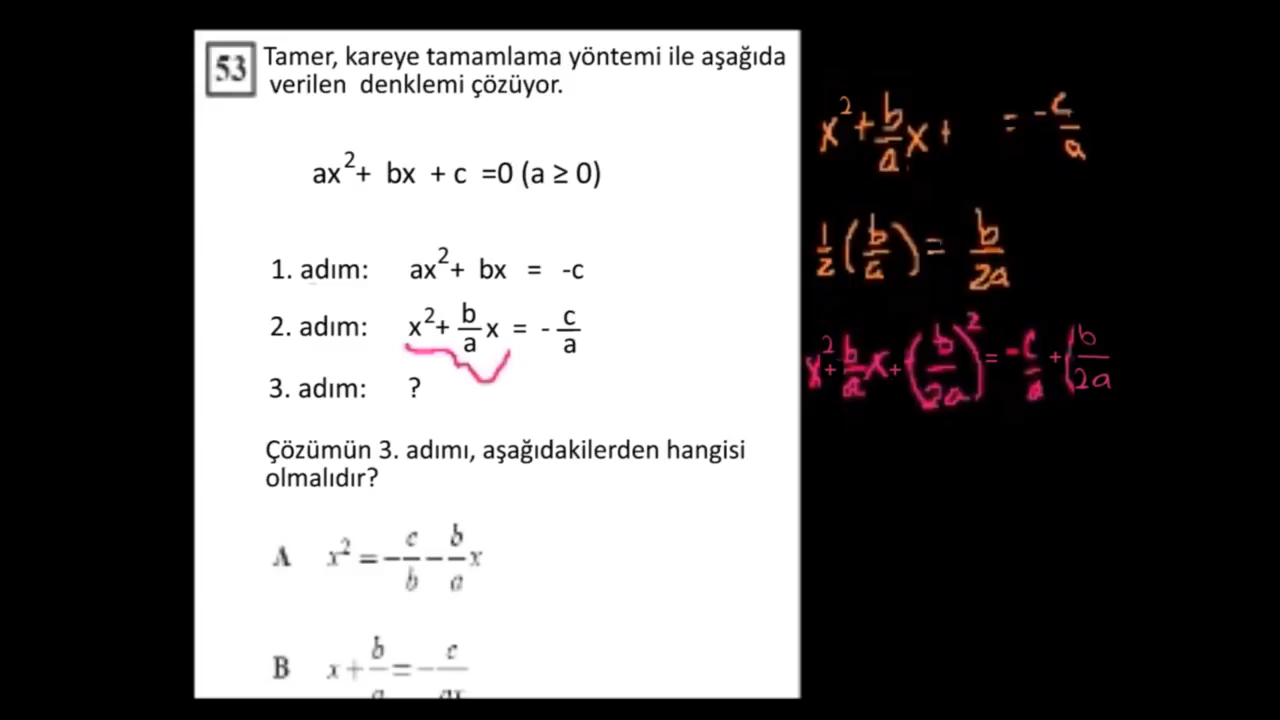 53 Tamer, kareye tamamlama yöntemi ile aşağıda
verilen denklemi çözüyor.
ax²+ bx + c =0 (a ≥ 0)
1. adım: ax²+ bx = -c
2. adım: x²+ b/a x = - c/a
3. adım: ?
Çözümün 3. adımı, aşağıdakilerden hangisi
olmalıdır?
A x² = - c/b - b/a x
B x + b/a = - c/ax
x² + b/a x + = - c/a
1/2 (b/a) = b/2a
x² + b/a x + (b/2a)² = -c/a + (b/2a